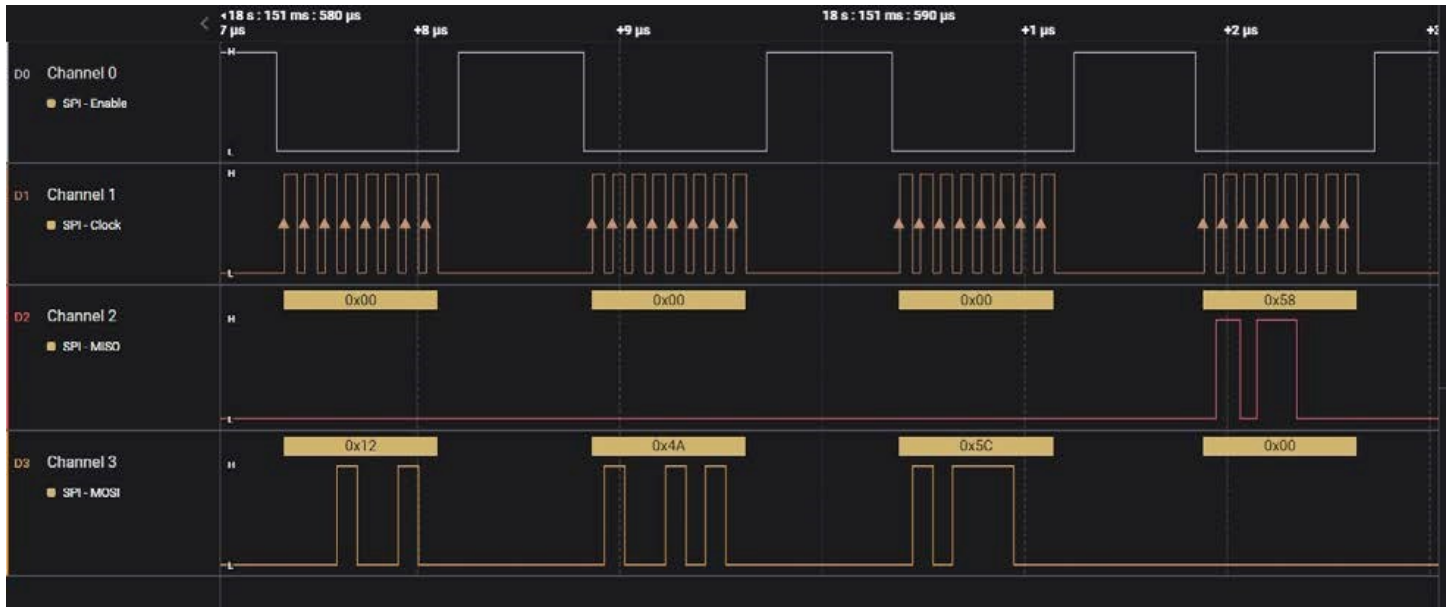 18 s : 151 ms : 580 µs 18 s : 151 ms : 590 µs
7 µs +8 µs +9 µs +1 µs +2 µs
D0 Channel 0
SPI - Enable
H
L
D1 Channel 1
SPI - Clock
H
L
0x00 0x00 0x00 0x58
D2 Channel 2
SPI - MISO
H
L
0x12 0x4A 0x5C 0x00
D3 Channel 3
SPI - MOSI
H
L